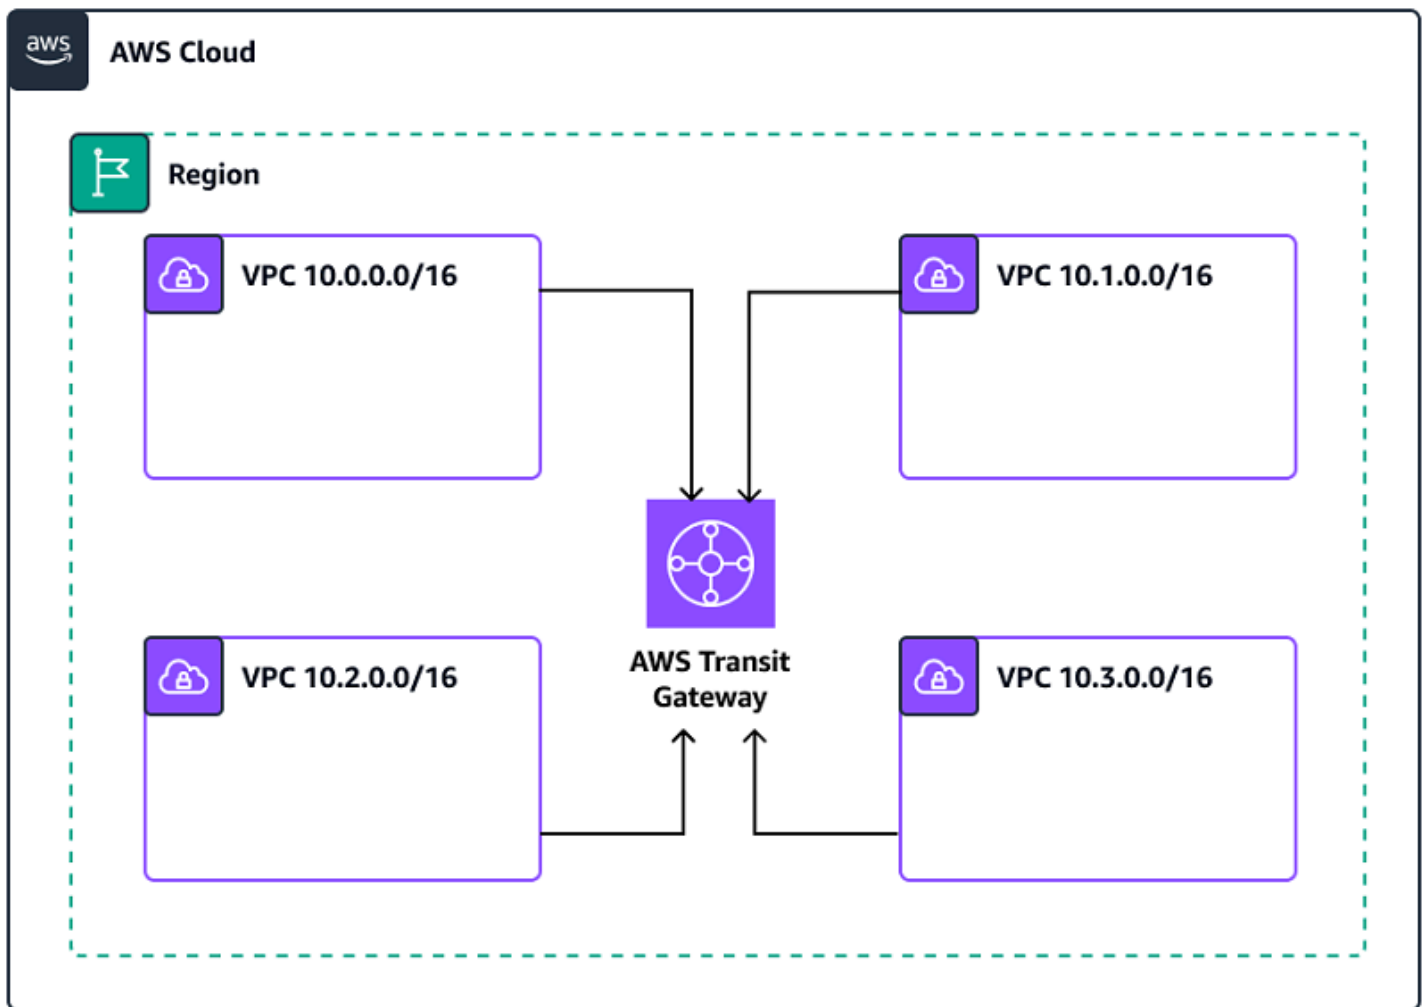 aws
AWS Cloud
Region
VPC 10.0.0.0/16
VPC 10.1.0.0/16
AWS Transit
Gateway
VPC 10.2.0.0/16
VPC 10.3.0.0/16